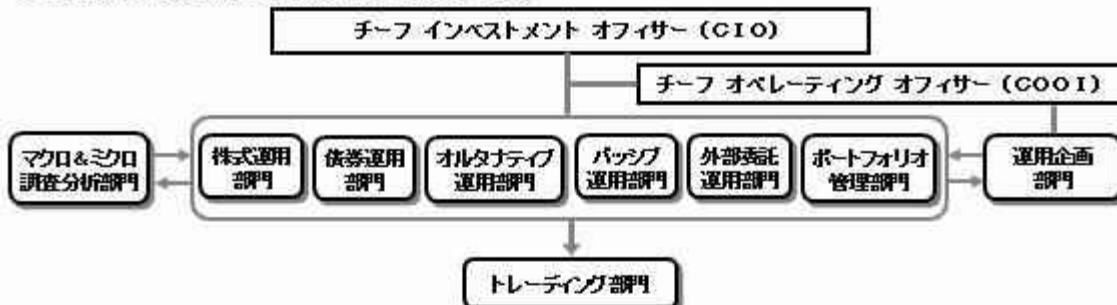 チーフ インベストメント オフィサー (CIO)
チーフ オペレーティング オフィサー (COOI)
マクロ&ミクロ
調査分析部門
株式運用
部門
債券運用
部門
オルタナティブ
運用部門
パッシブ
運用部門
外部委託
運用部門
ポートフォリオ
管理部門
運用企画
部門
トレーディング部門